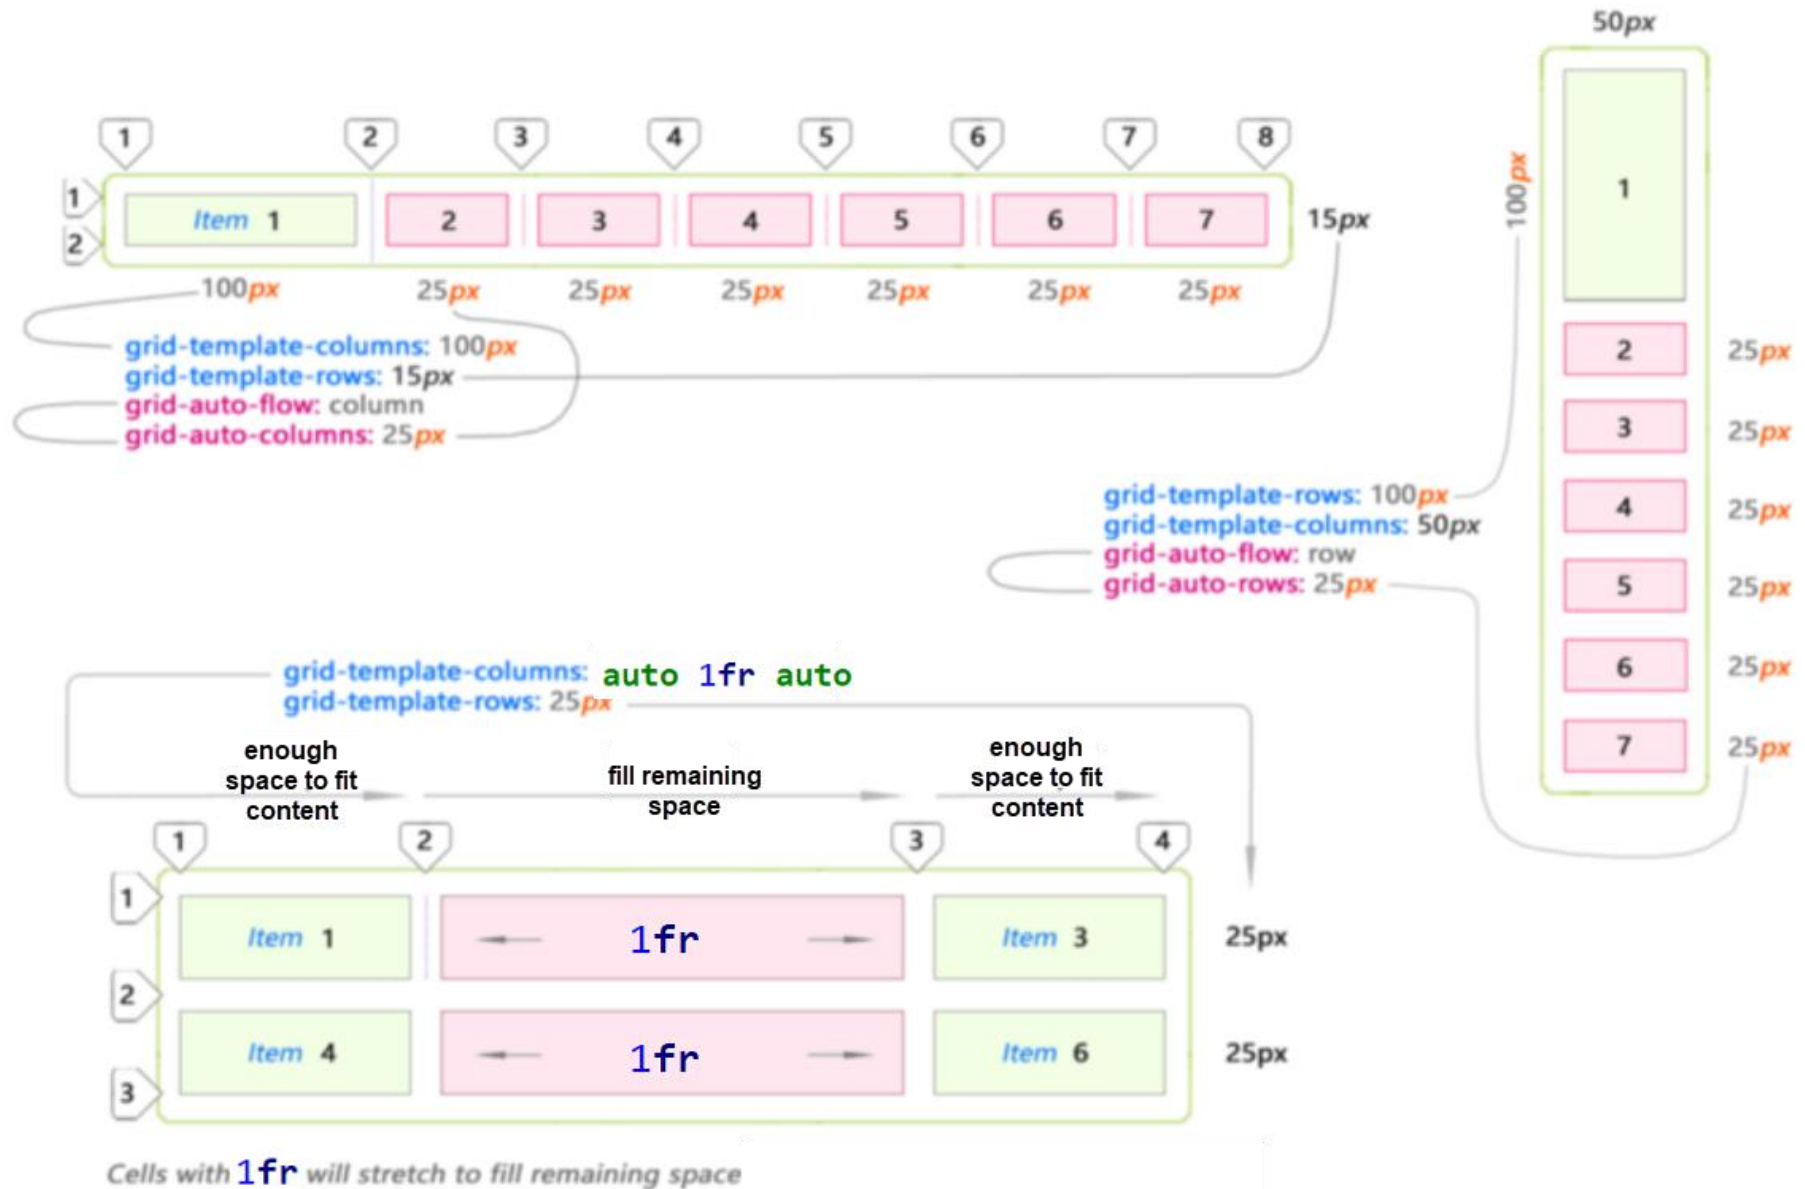 1 2 3 4 5 6 7 8
1
Item 1 2 3 4 5 6 7 15px
2
100px 25px 25px 25px 25px 25px 25px
grid-template-columns: 100px
grid-template-rows: 15px
grid-auto-flow: column
grid-auto-columns: 25px
50px
100px
1
2 25px
3 25px
4 25px
5 25px
6 25px
7 25px
grid-template-rows: 100px
grid-template-columns: 50px
grid-auto-flow: row
grid-auto-rows: 25px
grid-template-columns: auto 1fr auto
grid-template-rows: 25px
enough
space to fit
content
fill remaining
space
enough
space to fit
content
1 2 3 4
1
Item 1 1fr Item 3 25px
2
Item 4 1fr Item 6 25px
3
Cells with 1fr will stretch to fill remaining space